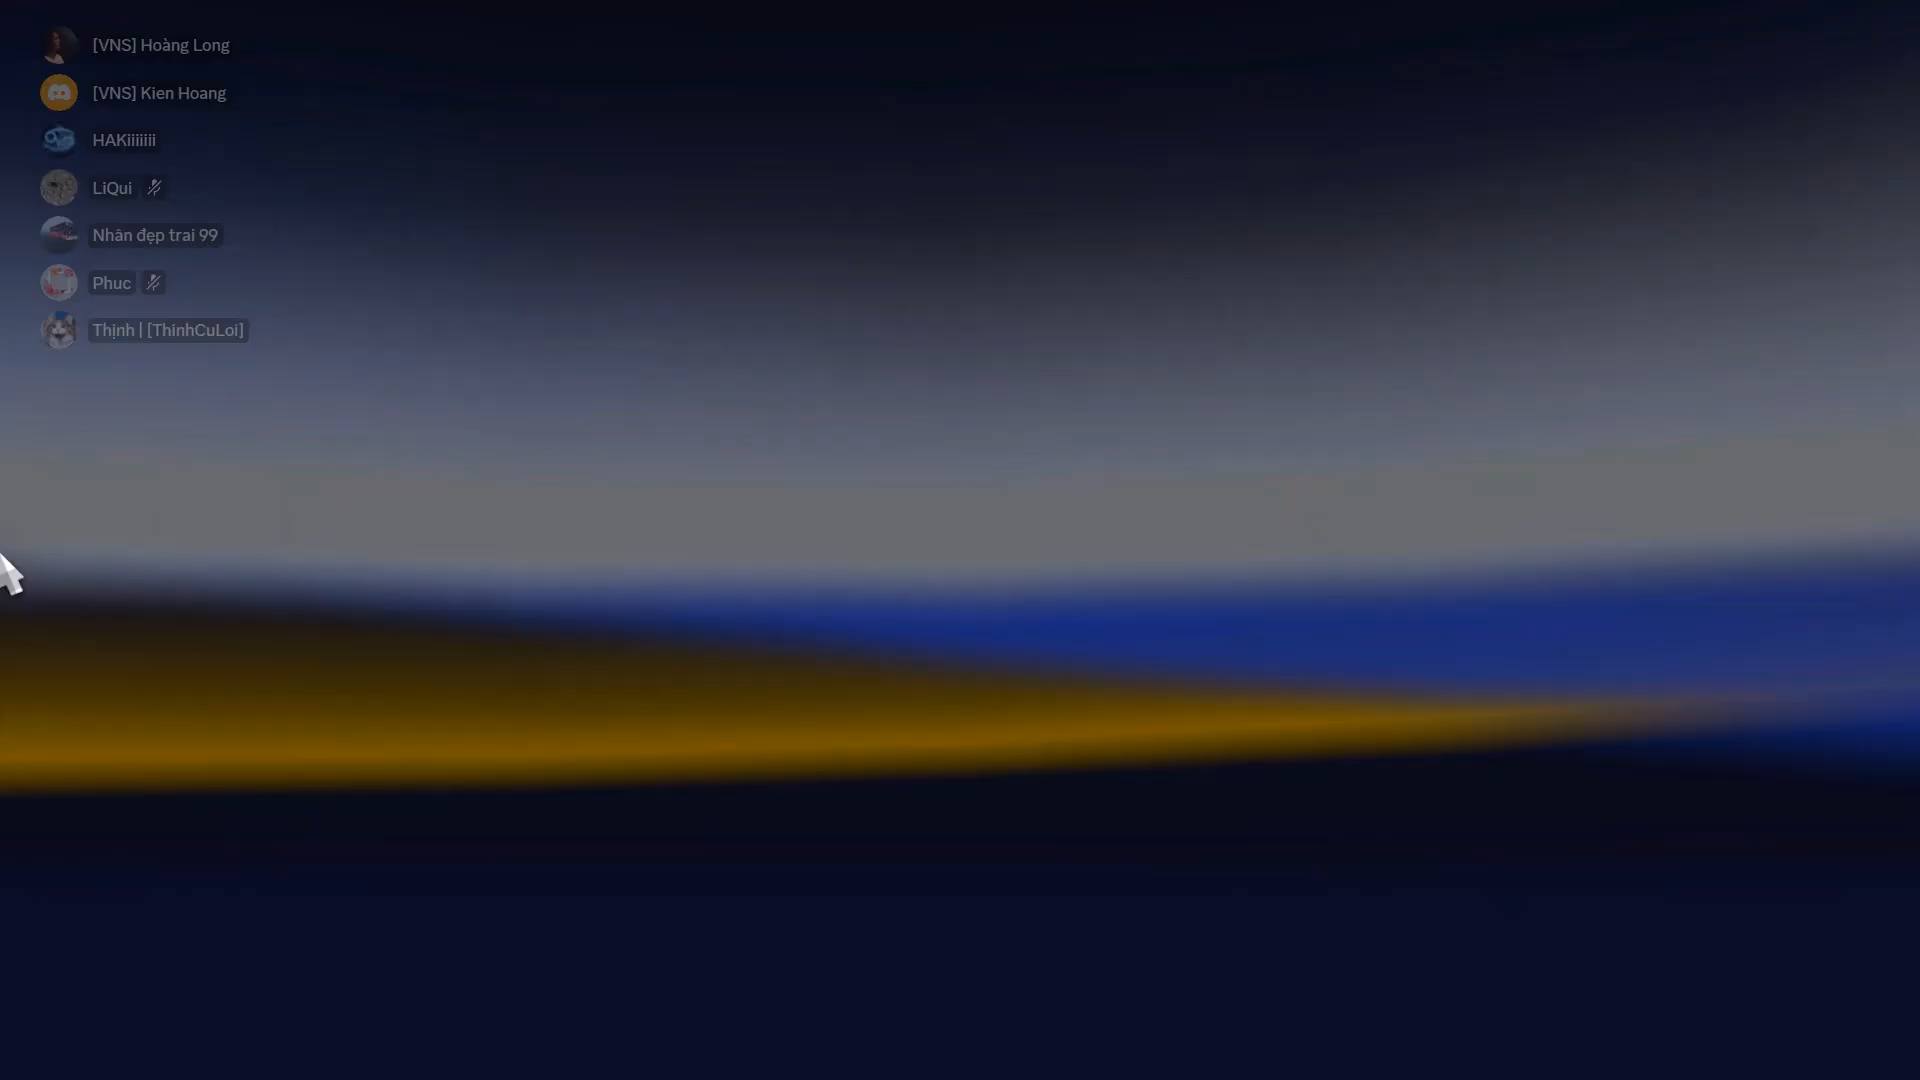 [VNS] Hoàng Long
[VNS] Kien Hoang
HAKiiiiiii
LiQui
Nhân đẹp trai 99
Phuc
Thịnh | [ThinhCuLoi]